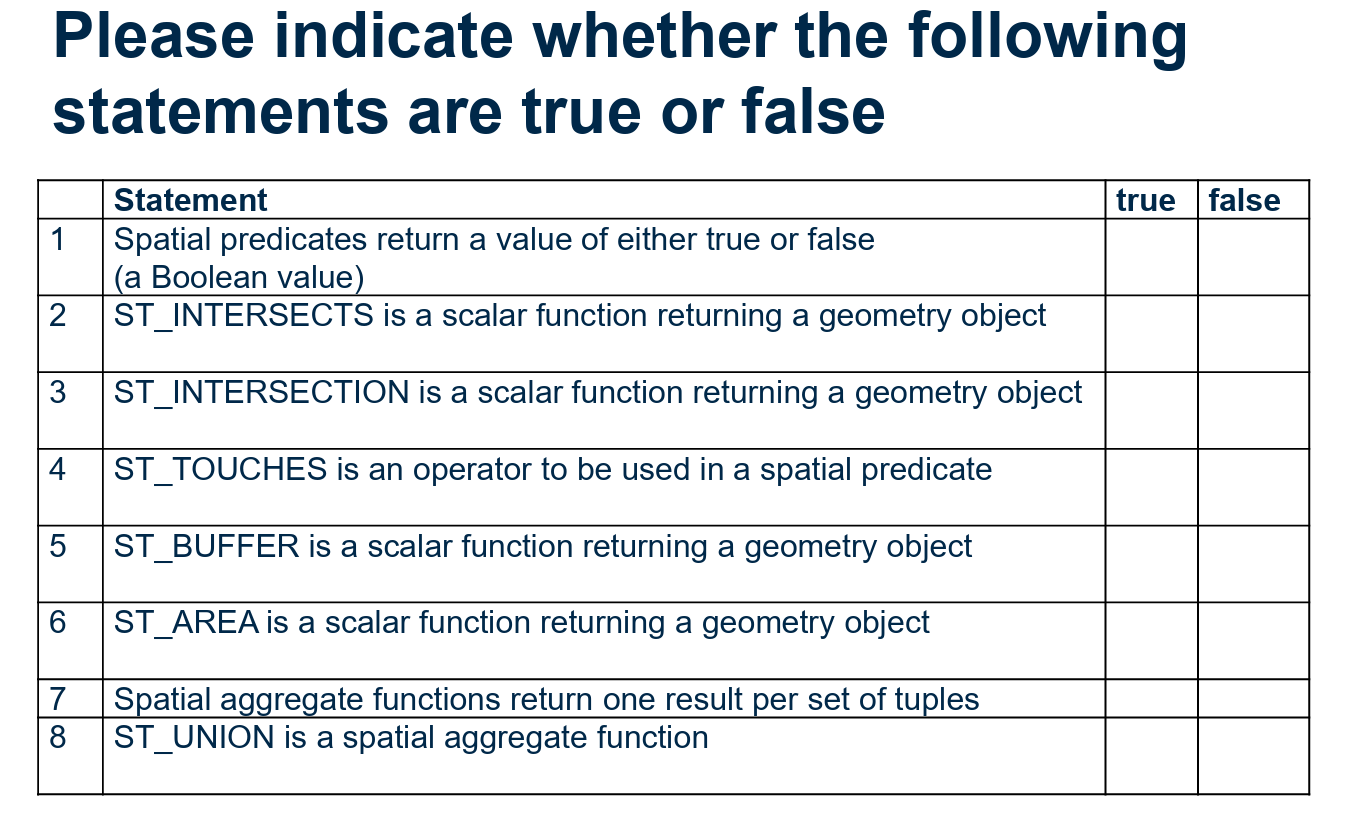 Please indicate whether the following
statements are true or false
Statement true false
1 Spatial predicates return a value of either true or false
(a Boolean value)
2 ST_INTERSECTS is a scalar function returning a geometry object
3 ST_INTERSECTION is a scalar function returning a geometry object
4 ST_TOUCHES is an operator to be used in a spatial predicate
5 ST_BUFFER is a scalar function returning a geometry object
6 ST_AREA is a scalar function returning a geometry object
7 Spatial aggregate functions return one result per set of tuples
8 ST_UNION is a spatial aggregate function